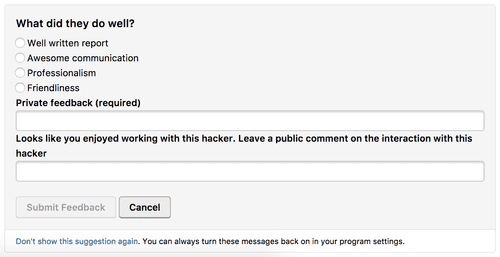 What did they do well?
Well written report
Awesome communication
Professionalism
Friendliness
Private feedback (required)
Looks like you enjoyed working with this hacker. Leave a public comment on the interaction with this
hacker
Submit Feedback Cancel
Don't show this suggestion again. You can always turn these messages back on in your program settings.